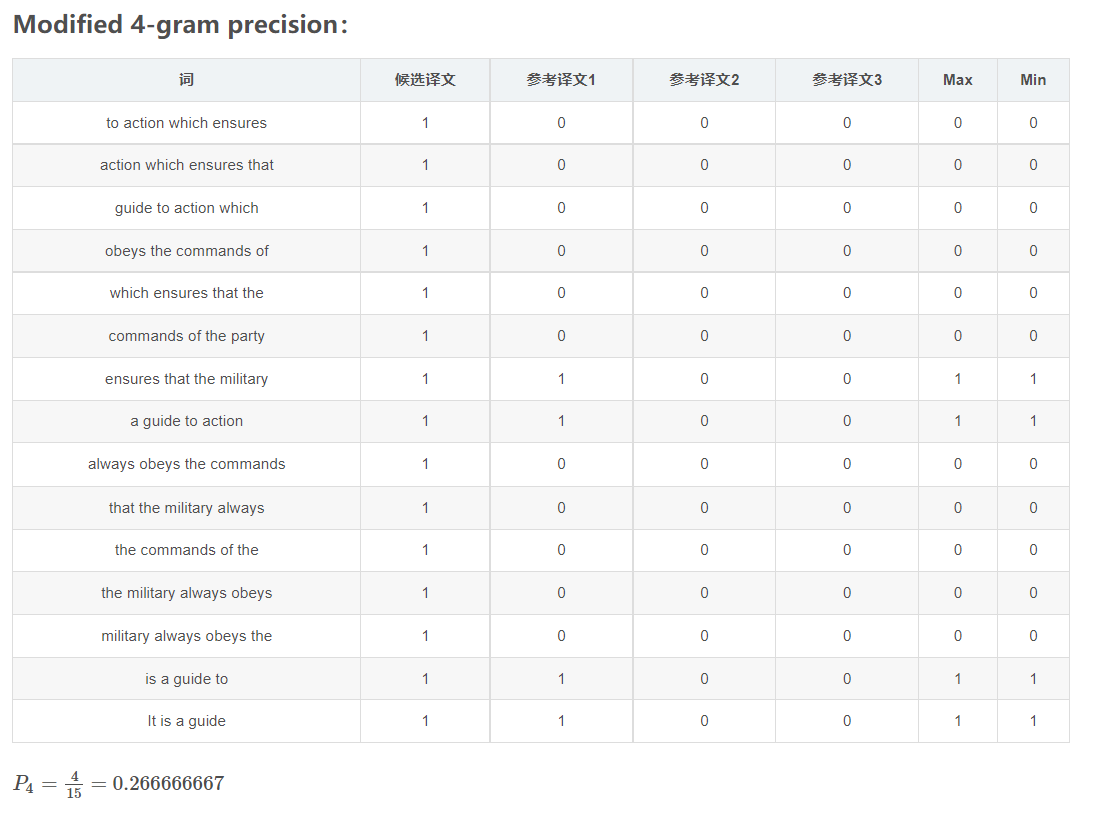 Modified 4-gram precision：
词 候选译文 参考译文1 参考译文2 参考译文3 Max Min
to action which ensures 1 0 0 0 0 0
action which ensures that 1 0 0 0 0 0
guide to action which 1 0 0 0 0 0
obeys the commands of 1 0 0 0 0 0
which ensures that the 1 0 0 0 0 0
commands of the party 1 0 0 0 0 0
ensures that the military 1 1 0 0 1 1
a guide to action 1 1 0 0 1 1
always obeys the commands 1 0 0 0 0 0
that the military always 1 0 0 0 0 0
the commands of the 1 0 0 0 0 0
the military always obeys 1 0 0 0 0 0
military always obeys the 1 0 0 0 0 0
is a guide to 1 1 0 0 1 1
It is a guide 1 1 0 0 1 1
P₄ = 4/15 = 0.266666667